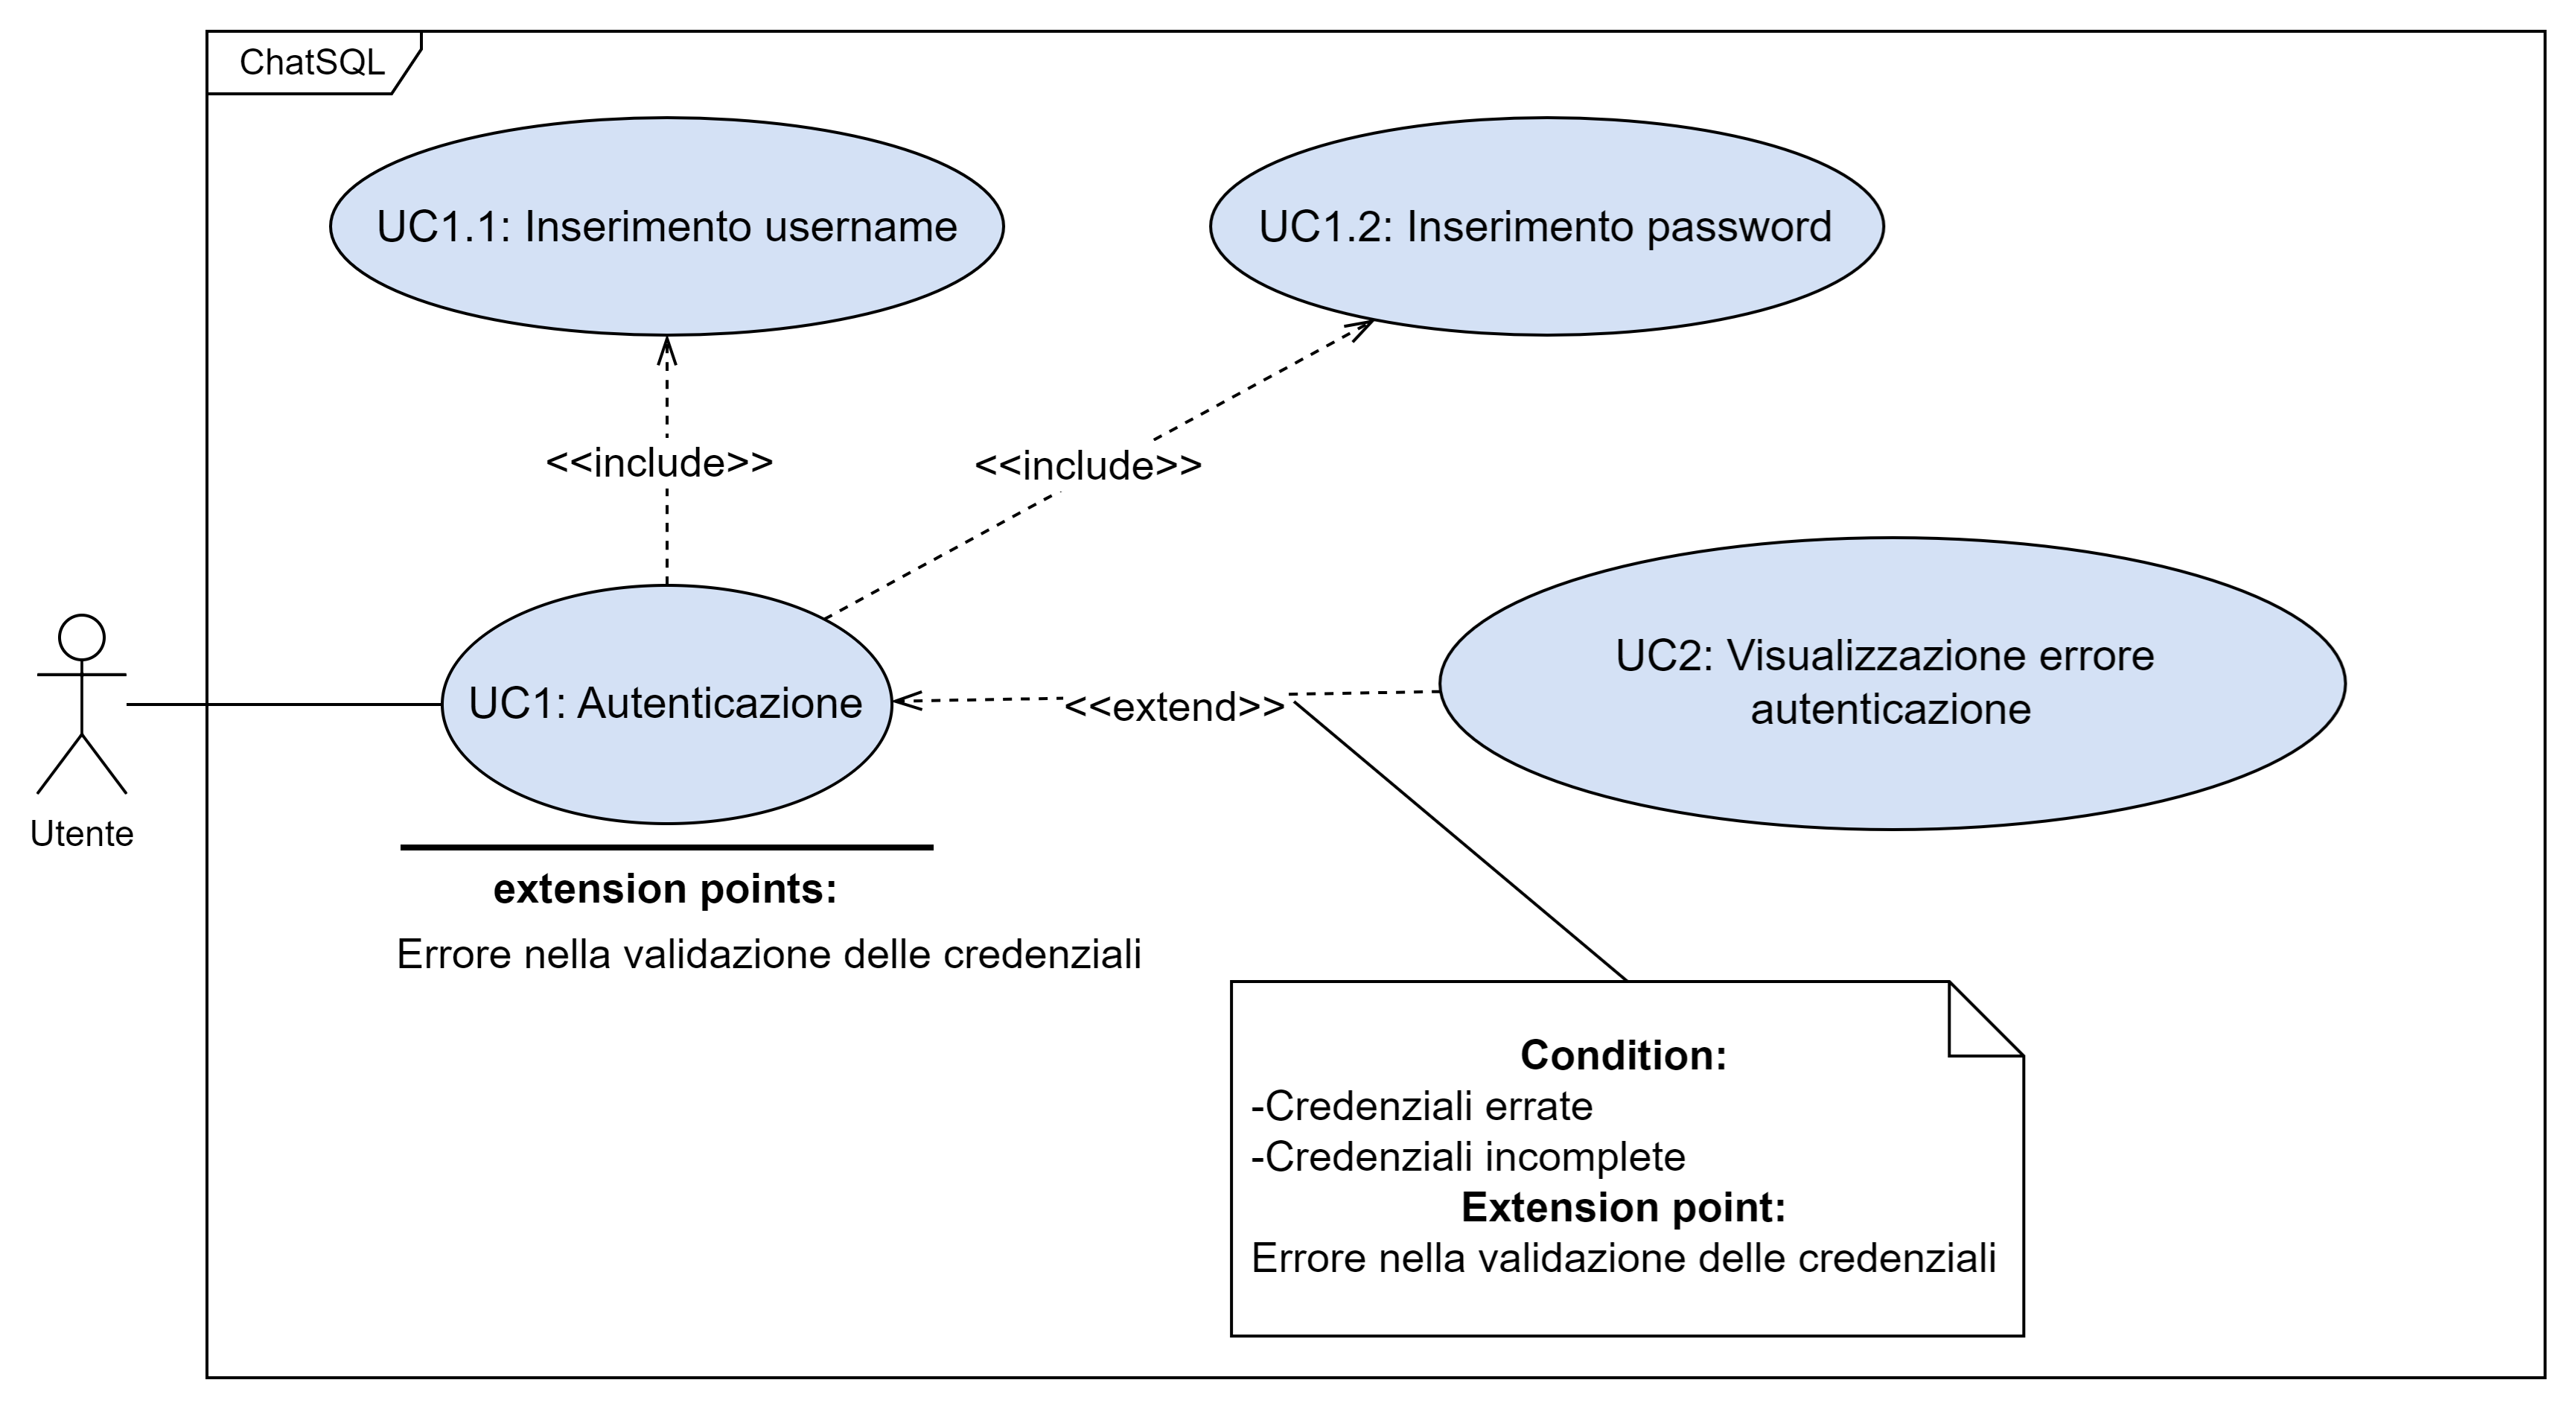 ChatSQL
UC1.1: Inserimento username
UC1.2: Inserimento password
<<include>>
<<include>>
UC1: Autenticazione
<<extend>>
UC2: Visualizzazione errore
autenticazione
Utente
extension points:
Errore nella validazione delle credenziali
Condition:
-Credenziali errate
-Credenziali incomplete
Extension point:
Errore nella validazione delle credenziali